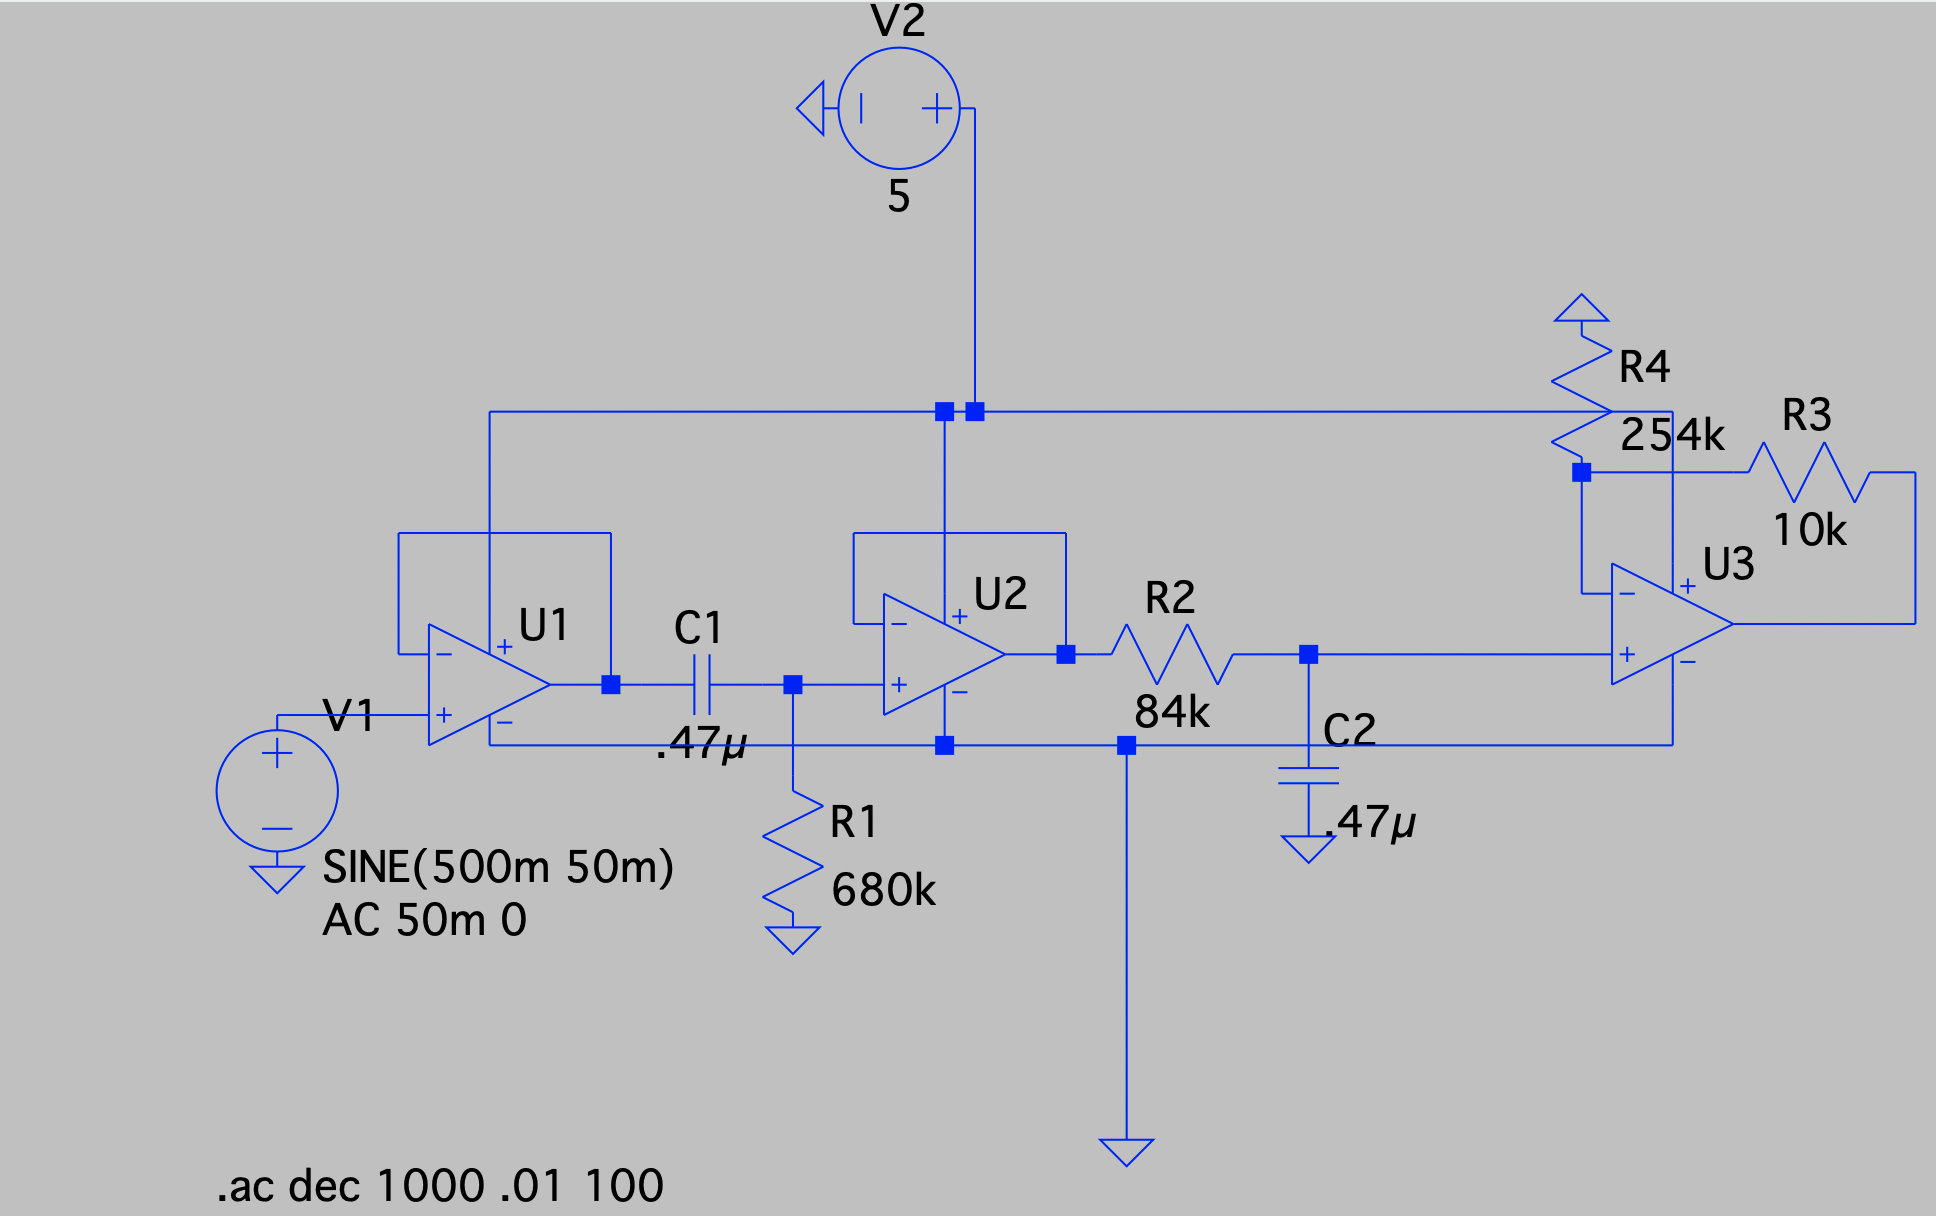 V2
5
R4
254k
R3
10k
U3
U2
U1
C1
.47µ
R2
84k
V1
C2
.47µ
R1
680k
SINE(500m 50m)
AC 50m 0
.ac dec 1000 .01 100